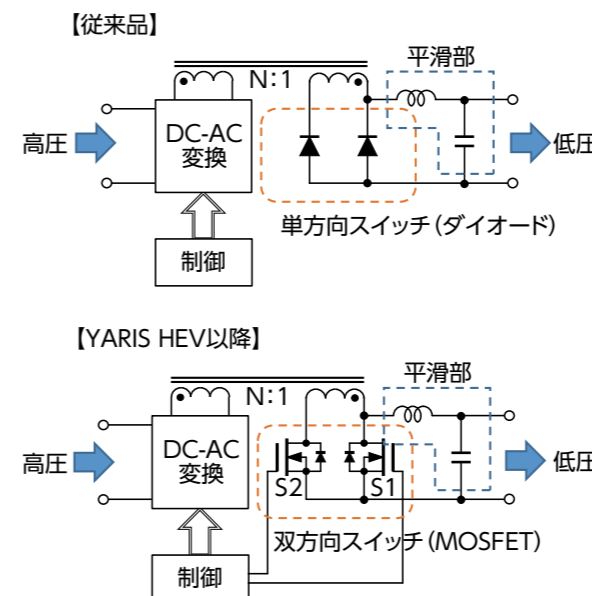 【従来品】
平滑部
N:1
DC-AC
変換
高圧
低圧
単方向スイッチ(ダイオード)
制御
【YARIS HEV以降】
平滑部
N:1
DC-AC
変換
高圧
低圧
S2
S1
双方向スイッチ(MOSFET)
制御